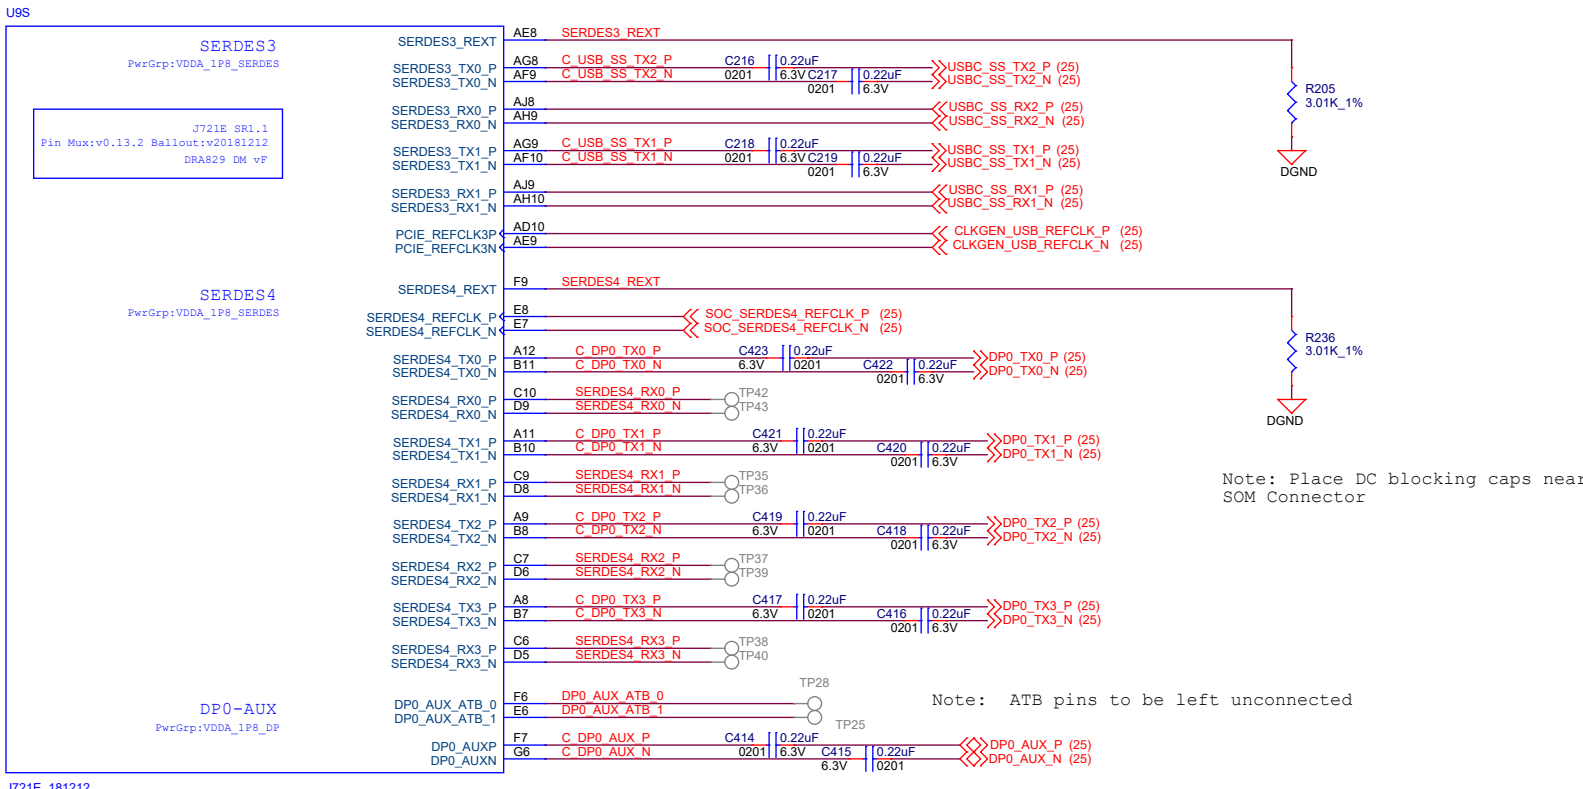 U9S
SERDES3
PwrGrp:VDDA_1P8_SERDES
J721E SR1.1
Pin Mux:v0.13.2 Ballout:v20181212
DRA829 DM vF
SERDES3_REXT AE8 SERDES3_REXT
SERDES3_TX0_P AG8 C_USB_SS_TX2_P C216 0.22uF 0201 6.3V USBC_SS_TX2_P (25)
SERDES3_TX0_N AF9 C_USB_SS_TX2_N C217 0.22uF 0201 6.3V USBC_SS_TX2_N (25)
SERDES3_RX0_P AJ8 USBC_SS_RX2_P (25)
SERDES3_RX0_N AH9 USBC_SS_RX2_N (25)
SERDES3_TX1_P AG9 C_USB_SS_TX1_P C218 0.22uF 0201 6.3V USBC_SS_TX1_P (25)
SERDES3_TX1_N AF10 C_USB_SS_TX1_N C219 0.22uF 0201 6.3V USBC_SS_TX1_N (25)
SERDES3_RX1_P AJ9 USBC_SS_RX1_P (25)
SERDES3_RX1_N AH10 USBC_SS_RX1_N (25)
PCIE_REFCLK3P AD10 CLKGEN_USB_REFCLK_P (25)
PCIE_REFCLK3N AE9 CLKGEN_USB_REFCLK_N (25)
R205
3.01K_1%
DGND
SERDES4
PwrGrp:VDDA_1P8_SERDES
SERDES4_REXT F9 SERDES4_REXT
SERDES4_REFCLK_P E8 SOC_SERDES4_REFCLK_P (25)
SERDES4_REFCLK_N E7 SOC_SERDES4_REFCLK_N (25)
SERDES4_TX0_P A12 C_DP0_TX0_P C423 0.22uF 6.3V 0201 DP0_TX0_P (25)
SERDES4_TX0_N B11 C_DP0_TX0_N C422 0.22uF 0201 6.3V DP0_TX0_N (25)
SERDES4_RX0_P C10 SERDES4_RX0_P TP42
SERDES4_RX0_N D9 SERDES4_RX0_N TP43
SERDES4_TX1_P A11 C_DP0_TX1_P C421 0.22uF 6.3V 0201 DP0_TX1_P (25)
SERDES4_TX1_N B10 C_DP0_TX1_N C420 0.22uF 0201 6.3V DP0_TX1_N (25)
SERDES4_RX1_P C9 SERDES4_RX1_P TP35
SERDES4_RX1_N D8 SERDES4_RX1_N TP36
SERDES4_TX2_P A9 C_DP0_TX2_P C419 0.22uF 6.3V 0201 DP0_TX2_P (25)
SERDES4_TX2_N B8 C_DP0_TX2_N C418 0.22uF 0201 6.3V DP0_TX2_N (25)
SERDES4_RX2_P C7 SERDES4_RX2_P TP37
SERDES4_RX2_N D6 SERDES4_RX2_N TP39
SERDES4_TX3_P A8 C_DP0_TX3_P C417 0.22uF 6.3V 0201 DP0_TX3_P (25)
SERDES4_TX3_N B7 C_DP0_TX3_N C416 0.22uF 0201 6.3V DP0_TX3_N (25)
SERDES4_RX3_P C6 SERDES4_RX3_P TP38
SERDES4_RX3_N D5 SERDES4_RX3_N TP40
R236
3.01K_1%
DGND
Note: Place DC blocking caps near
SOM Connector
DP0-AUX
PwrGrp:VDDA_1P8_DP
DP0_AUX_ATB_0 F6 DP0_AUX_ATB_0 TP28
DP0_AUX_ATB_1 E6 DP0_AUX_ATB_1 TP25
Note: ATB pins to be left unconnected
DP0_AUXP F7 C_DP0_AUX_P C414 0.22uF 0201 6.3V DP0_AUX_P (25)
DP0_AUXN G6 C_DP0_AUX_N C415 0.22uF 6.3V 0201 DP0_AUX_N (25)
J721E_181212